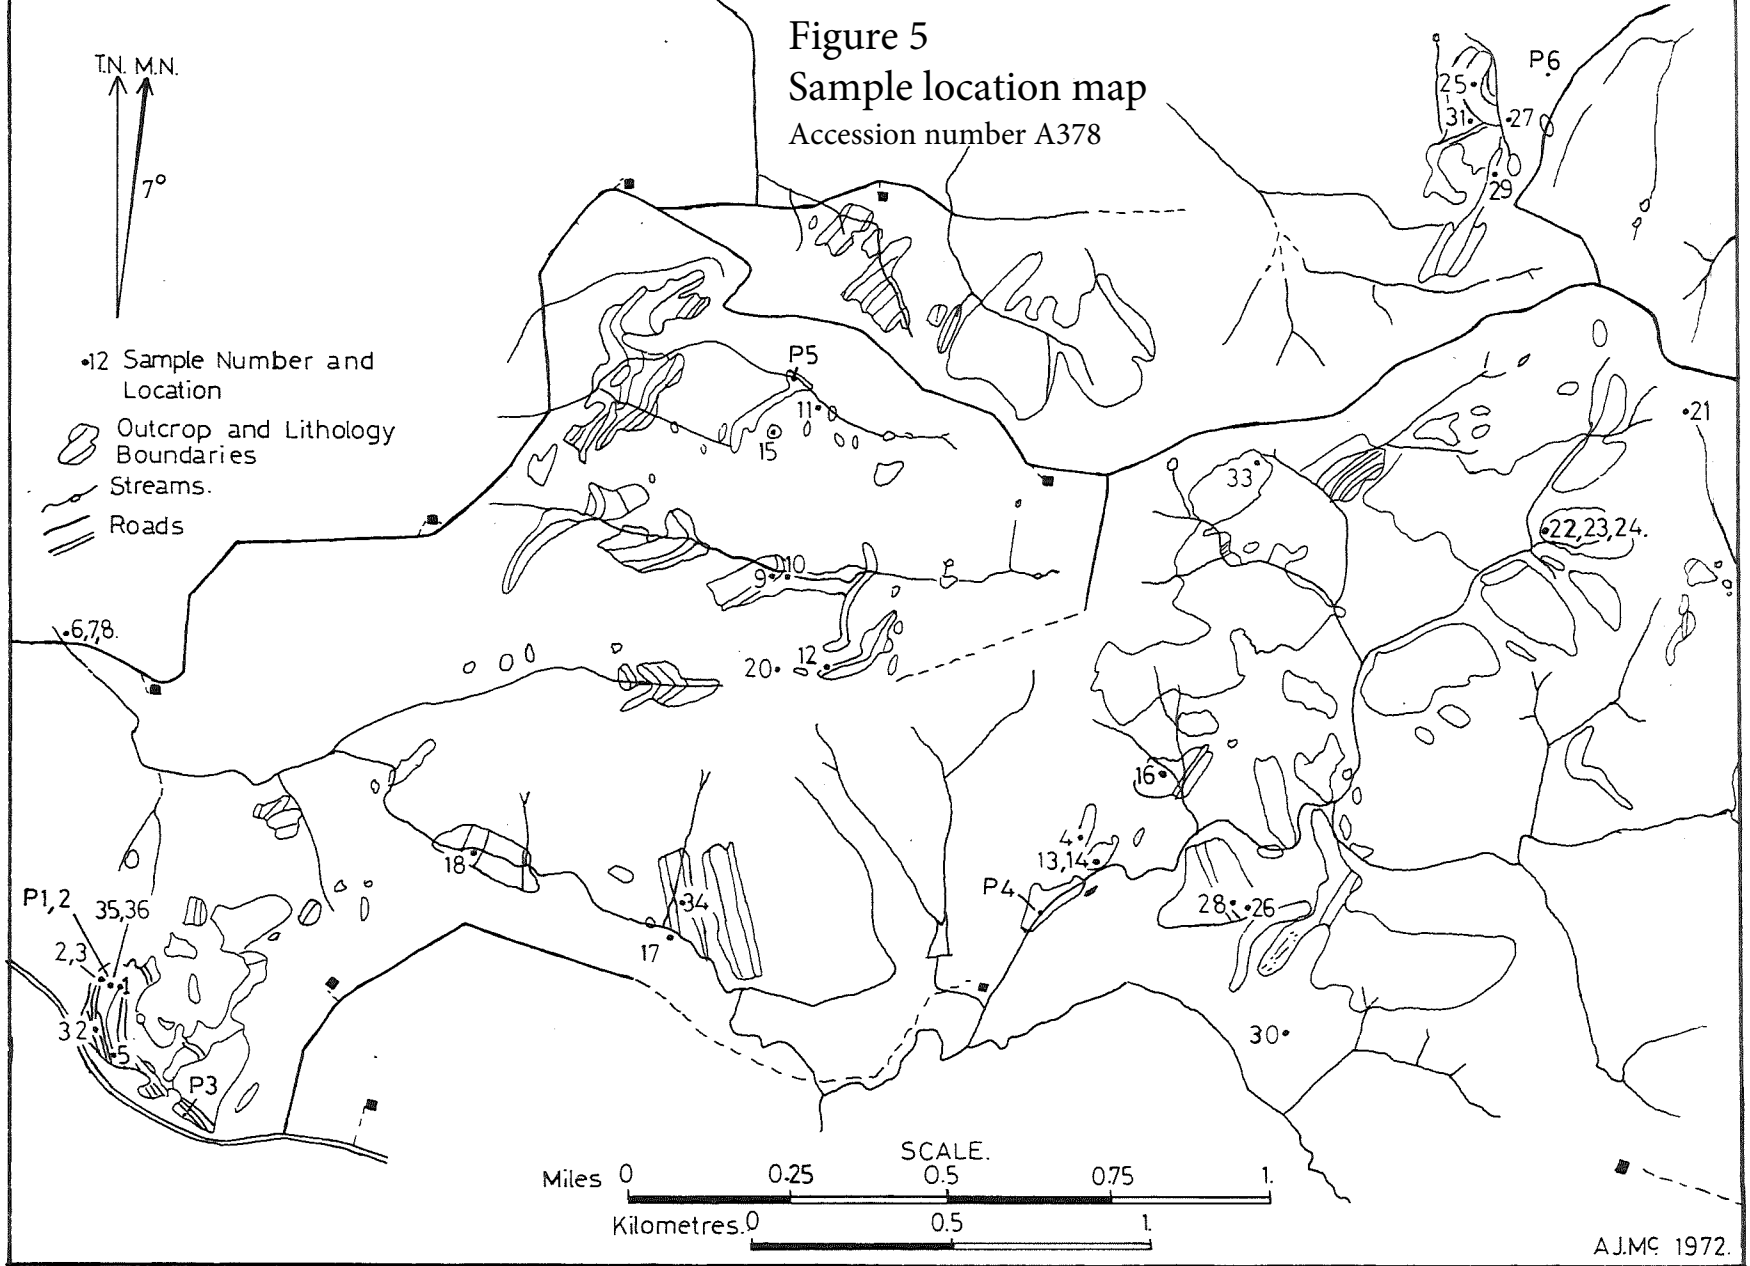 Figure 5
Sample location map
Accession number A378
T.N. M.N.
7°
•12 Sample Number and
Location
Outcrop and Lithology
Boundaries
Streams.
Roads
P6
25
31
27
29
P5
11
15
21
33
22,23,24.
9
10
6,7,8.
20
12
16
4
13,14
P4
18
34
17
28
26
30
P1,2
35,36
2,3
1
32
5
P3
SCALE.
Miles 0 0.25 0.5 0.75 1.
Kilometres. 0 0.5 1.
A.J.Mc. 1972.